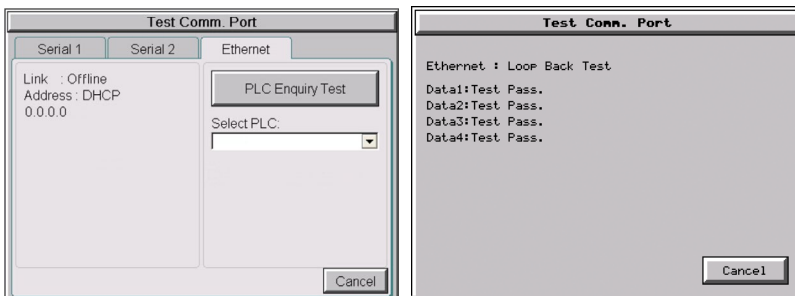 Test Comm. Port
Serial 1 Serial 2 Ethernet
Link : Offline
Address : DHCP
0.0.0.0
PLC Enquiry Test
Select PLC:
Cancel
Test Comm. Port
Ethernet : Loop Back Test
Data1:Test Pass.
Data2:Test Pass.
Data3:Test Pass.
Data4:Test Pass.
Cancel